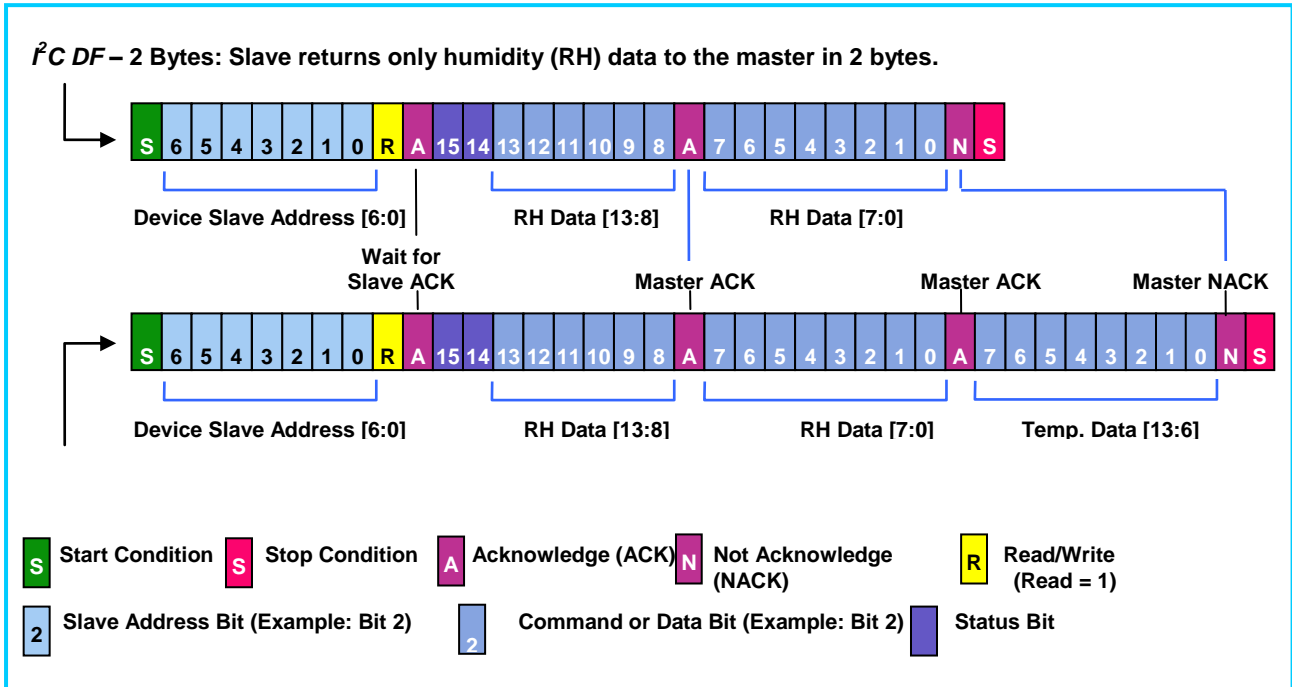 I²C DF – 2 Bytes: Slave returns only humidity (RH) data to the master in 2 bytes.
S 6 5 4 3 2 1 0 R A 15 14 13 12 11 10 9 8 A 7 6 5 4 3 2 1 0 N S
Device Slave Address [6:0] RH Data [13:8] RH Data [7:0]
Wait for
Slave ACK Master ACK Master ACK Master NACK
S 6 5 4 3 2 1 0 R A 15 14 13 12 11 10 9 8 A 7 6 5 4 3 2 1 0 A 7 6 5 4 3 2 1 0 N S
Device Slave Address [6:0] RH Data [13:8] RH Data [7:0] Temp. Data [13:6]
S Start Condition S Stop Condition A Acknowledge (ACK) N Not Acknowledge R Read/Write
(NACK) (Read = 1)
2 Slave Address Bit (Example: Bit 2) 2 Command or Data Bit (Example: Bit 2) Status Bit